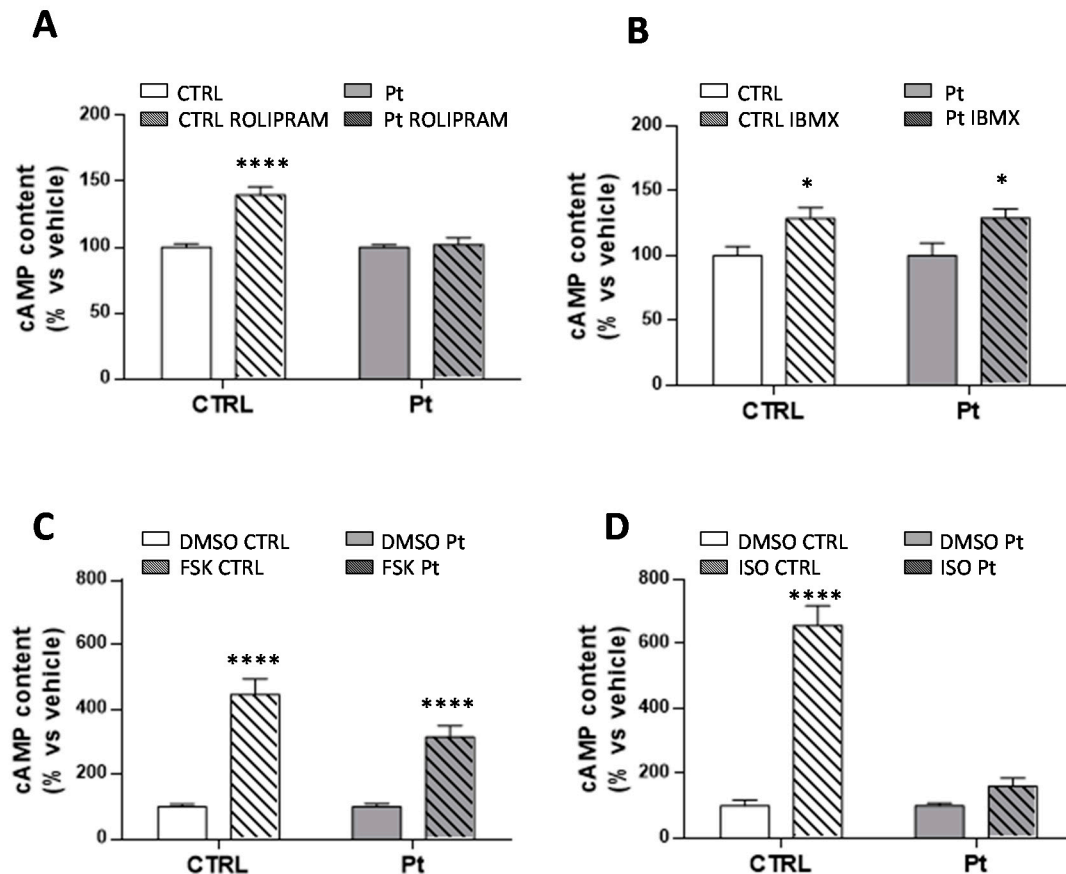 A
CTRL Pt
CTRL ROLIPRAM Pt ROLIPRAM
200
150
100
50
0
cAMP content
(% vs vehicle)
****
CTRL Pt
B
CTRL Pt
CTRL IBMX Pt IBMX
200
150
100
50
0
cAMP content
(% vs vehicle)
* *
CTRL Pt
C
DMSO CTRL DMSO Pt
FSK CTRL FSK Pt
800
600
400
200
0
cAMP content
(% vs vehicle)
**** ****
CTRL Pt
D
DMSO CTRL DMSO Pt
ISO CTRL ISO Pt
800
600
400
200
0
cAMP content
(% vs vehicle)
****
CTRL Pt